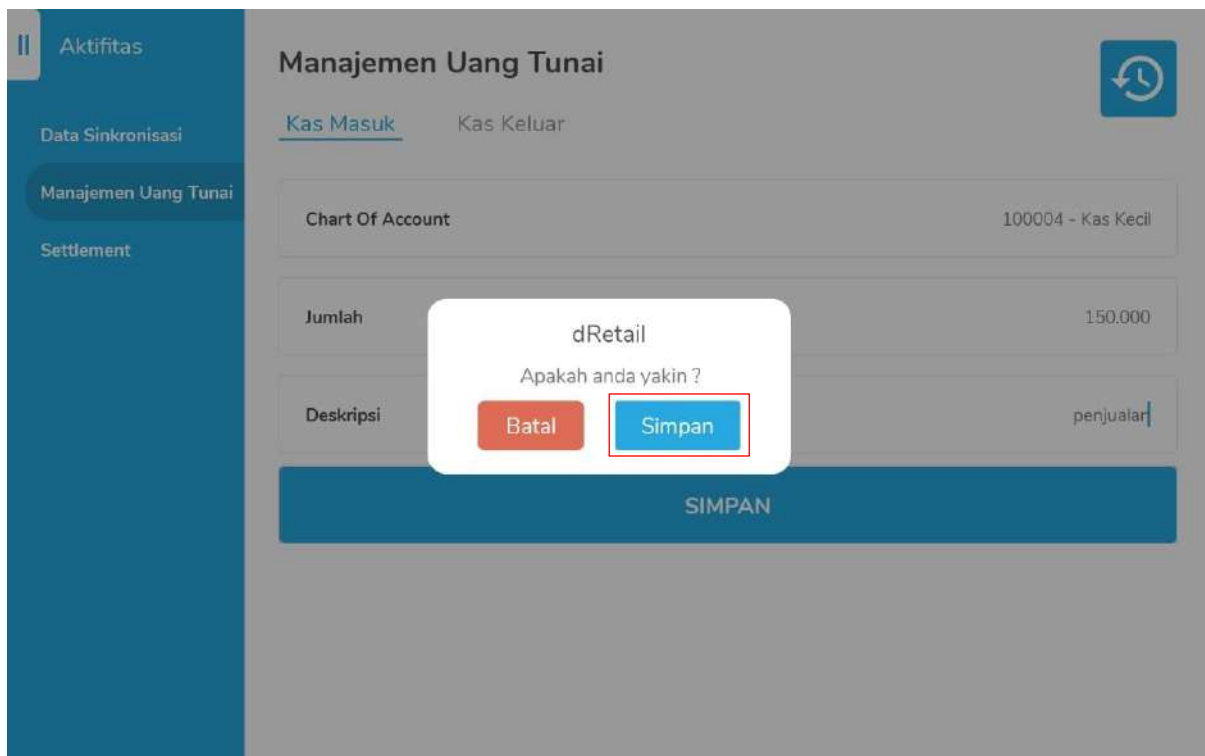 Aktifitas
Data Sinkronisasi
Manajemen Uang Tunai
Settlement
Manajemen Uang Tunai
Kas Masuk Kas Keluar
Chart Of Account 100004 - Kas Kecil
Jumlah 150.000
Deskripsi penjualan
dRetail
Apakah anda yakin ?
Batal Simpan
SIMPAN